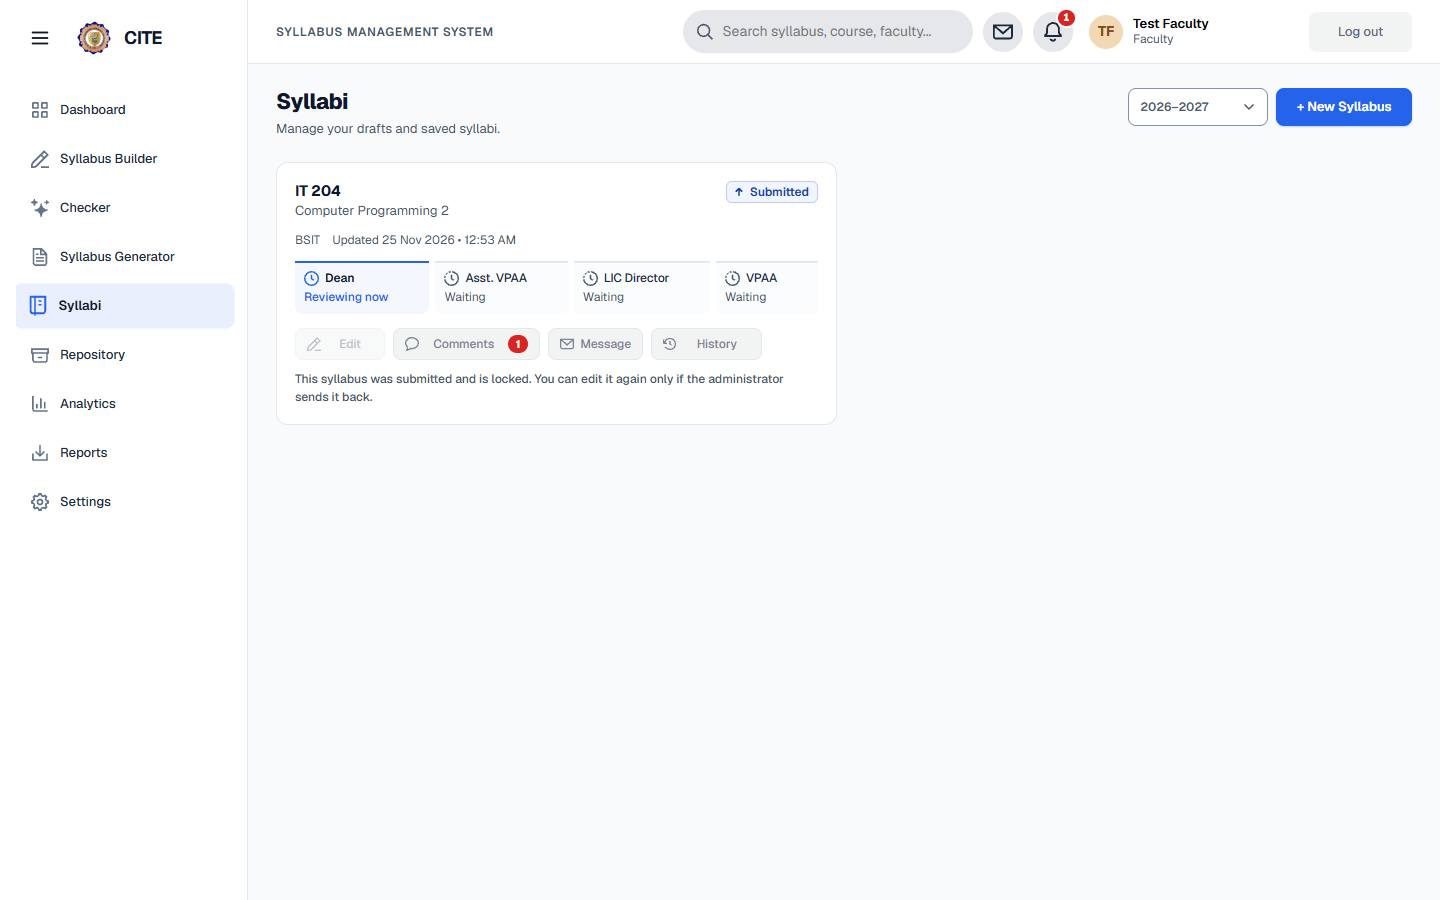 CITE
SYLLABUS MANAGEMENT SYSTEM
Search syllabus, course, faculty...
1
TF
Test Faculty
Faculty
Log out
Dashboard
Syllabus Builder
Checker
Syllabus Generator
Syllabi
Repository
Analytics
Reports
Settings
Syllabi
Manage your drafts and saved syllabi.
2026–2027
+ New Syllabus
IT 204
Submitted
Computer Programming 2
BSIT Updated 25 Nov 2026 • 12:53 AM
Dean
Reviewing now
Asst. VPAA
Waiting
LIC Director
Waiting
VPAA
Waiting
Edit
Comments 1
Message
History
This syllabus was submitted and is locked. You can edit it again only if the administrator
sends it back.